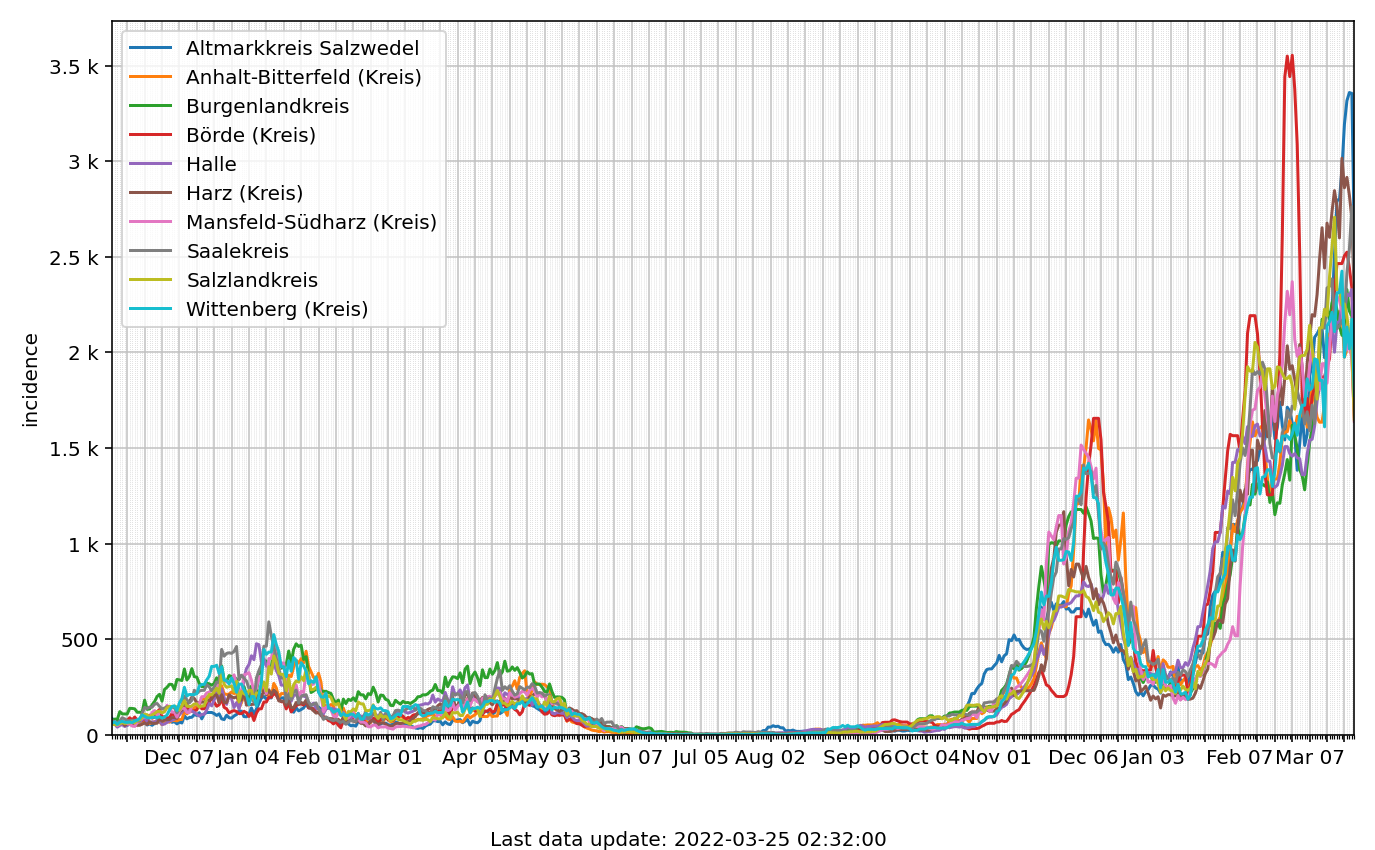 Altmarkkreis Salzwedel
Anhalt-Bitterfeld (Kreis)
Burgenlandkreis
Börde (Kreis)
Halle
Harz (Kreis)
Mansfeld-Südharz (Kreis)
Saalekreis
Salzlandkreis
Wittenberg (Kreis)
incidence
3.5 k
3 k
2.5 k
2 k
1.5 k
1 k
500
0
Dec 07 Jan 04 Feb 01 Mar 01 Apr 05 May 03 Jun 07 Jul 05 Aug 02 Sep 06 Oct 04 Nov 01 Dec 06 Jan 03 Feb 07 Mar 07
Last data update: 2022-03-25 02:32:00